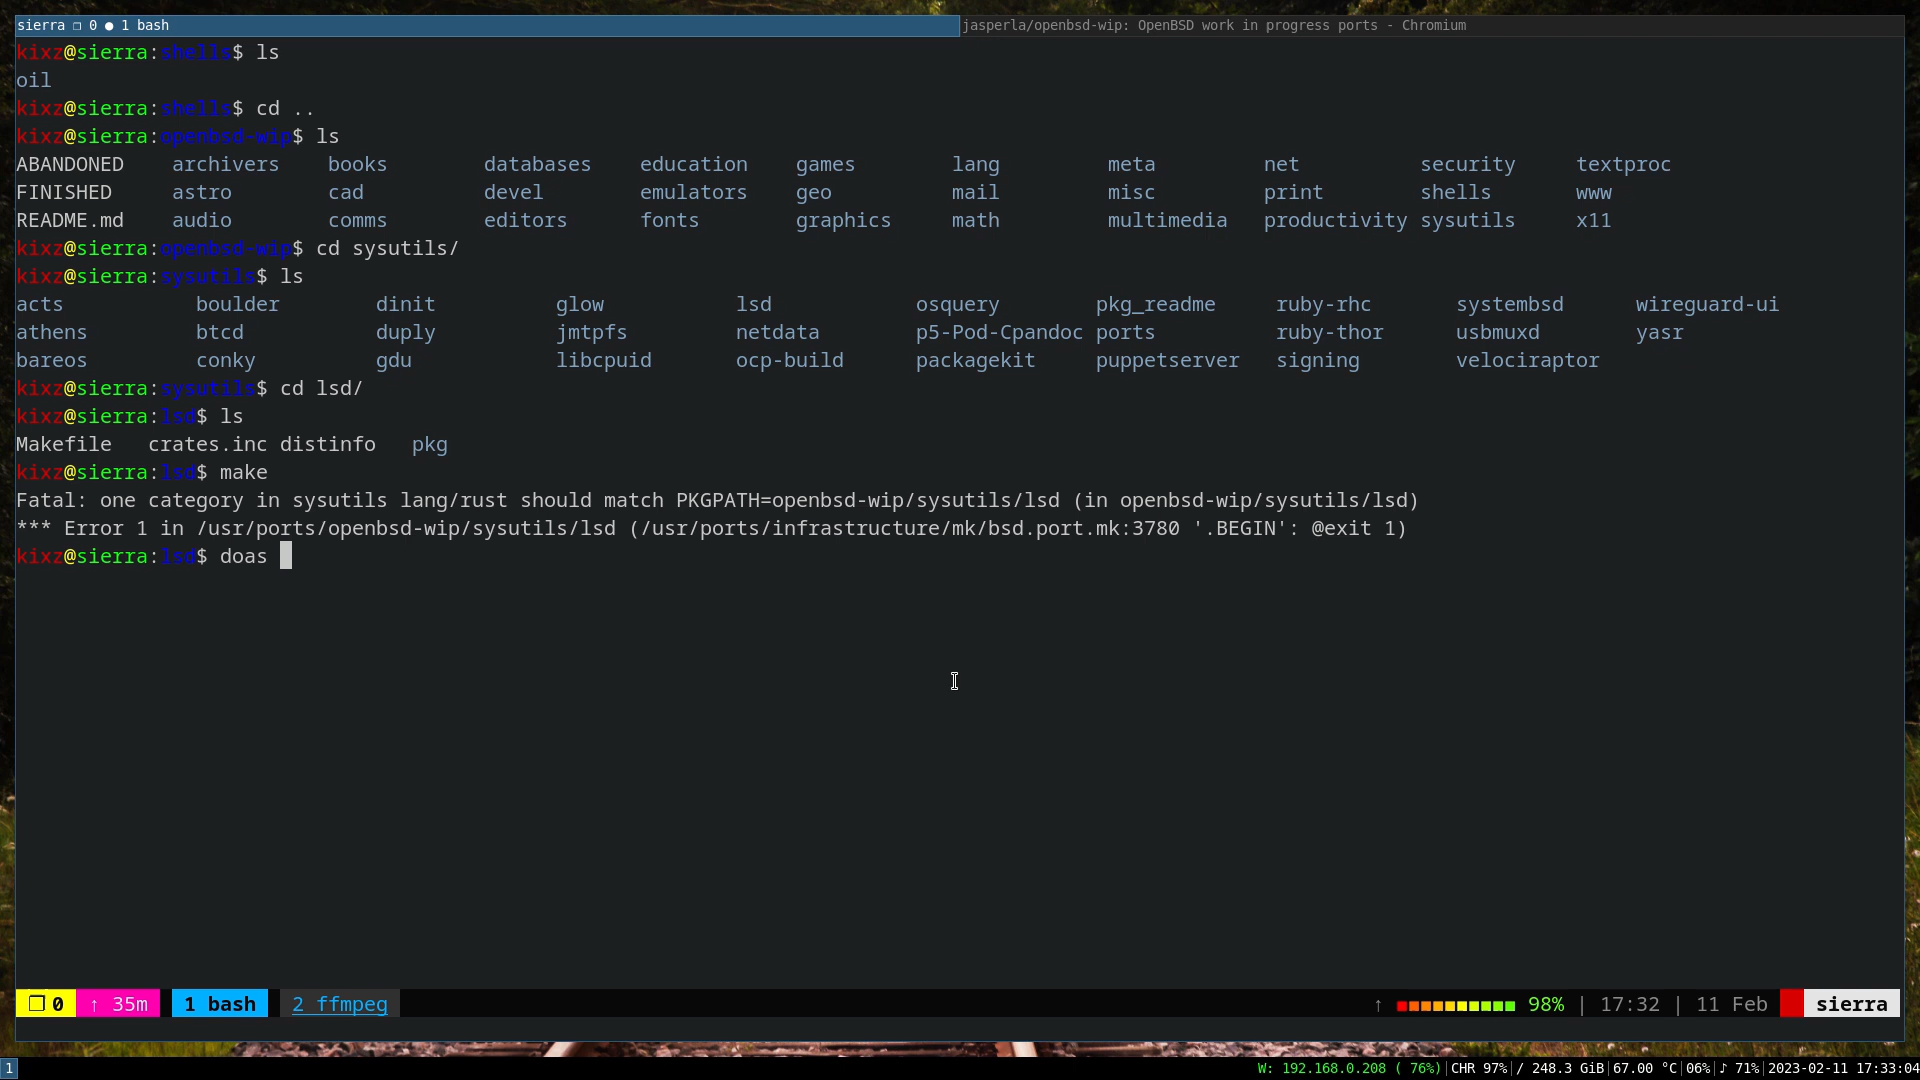 sierra ❐ 0 ● 1 bash
jasperla/openbsd-wip: OpenBSD work in progress ports - Chromium
kixz@sierra:shells$ ls
oil
kixz@sierra:shells$ cd ..
kixz@sierra:openbsd-wip$ ls
ABANDONED archivers books databases education games lang meta net security textproc
FINISHED astro cad devel emulators geo mail misc print shells www
README.md audio comms editors fonts graphics math multimedia productivity sysutils x11
kixz@sierra:openbsd-wip$ cd sysutils/
kixz@sierra:sysutils$ ls
acts boulder dinit glow lsd osquery pkg_readme ruby-rhc systembsd wireguard-ui
athens btcd duply jmtpfs netdata p5-Pod-Cpandoc ports ruby-thor usbmuxd yasr
bareos conky gdu libcpuid ocp-build packagekit puppetserver signing velociraptor
kixz@sierra:sysutils$ cd lsd/
kixz@sierra:lsd$ ls
Makefile crates.inc distinfo pkg
kixz@sierra:lsd$ make
Fatal: one category in sysutils lang/rust should match PKGPATH=openbsd-wip/sysutils/lsd (in openbsd-wip/sysutils/lsd)
*** Error 1 in /usr/ports/openbsd-wip/sysutils/lsd (/usr/ports/infrastructure/mk/bsd.port.mk:3780 '.BEGIN': @exit 1)
kixz@sierra:lsd$ doas
❐ 0 ↑ 35m 1 bash 2 ffmpeg ↑ 98% | 17:32 | 11 Feb sierra
1 W: 192.168.0.208 ( 76%)|CHR 97%|/ 248.3 GiB|67.00 °C|06%|♪ 71%|2023-02-11 17:33:04